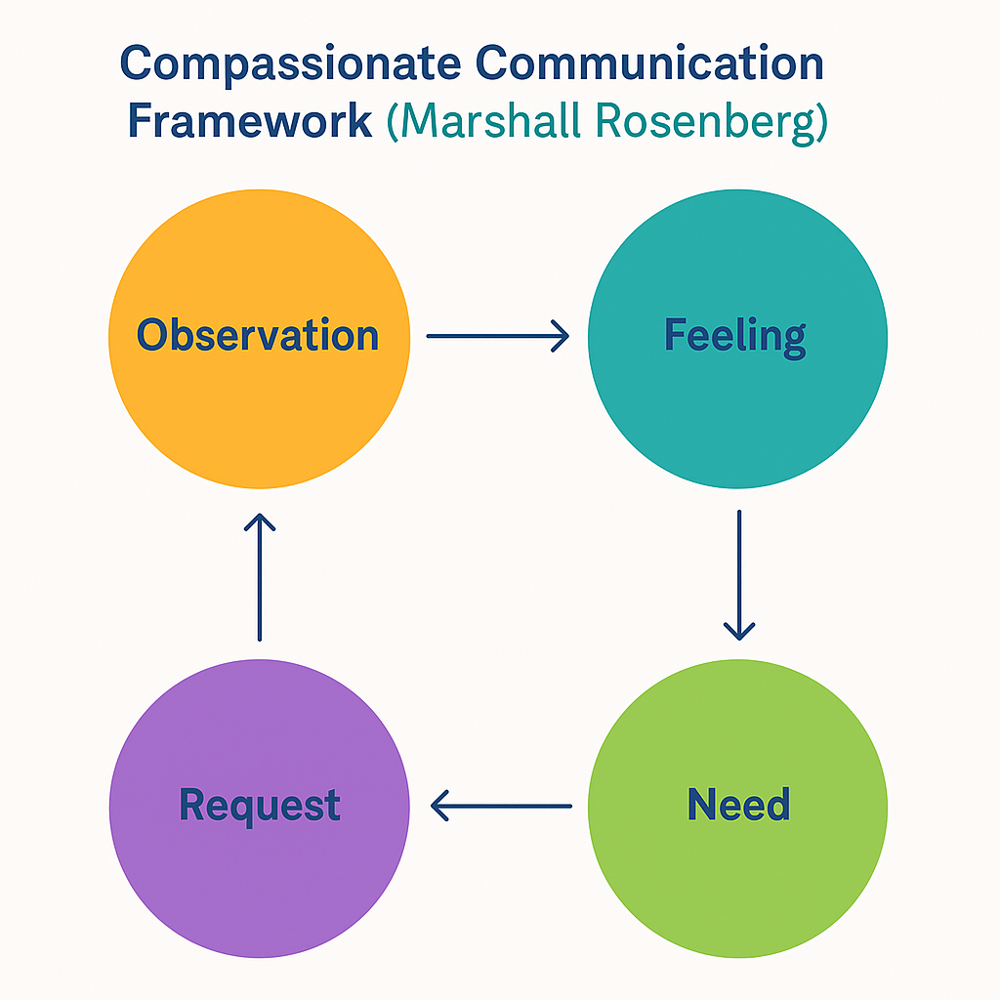 Compassionate Communication
Framework (Marshall Rosenberg)
Observation
Feeling
Request
Need